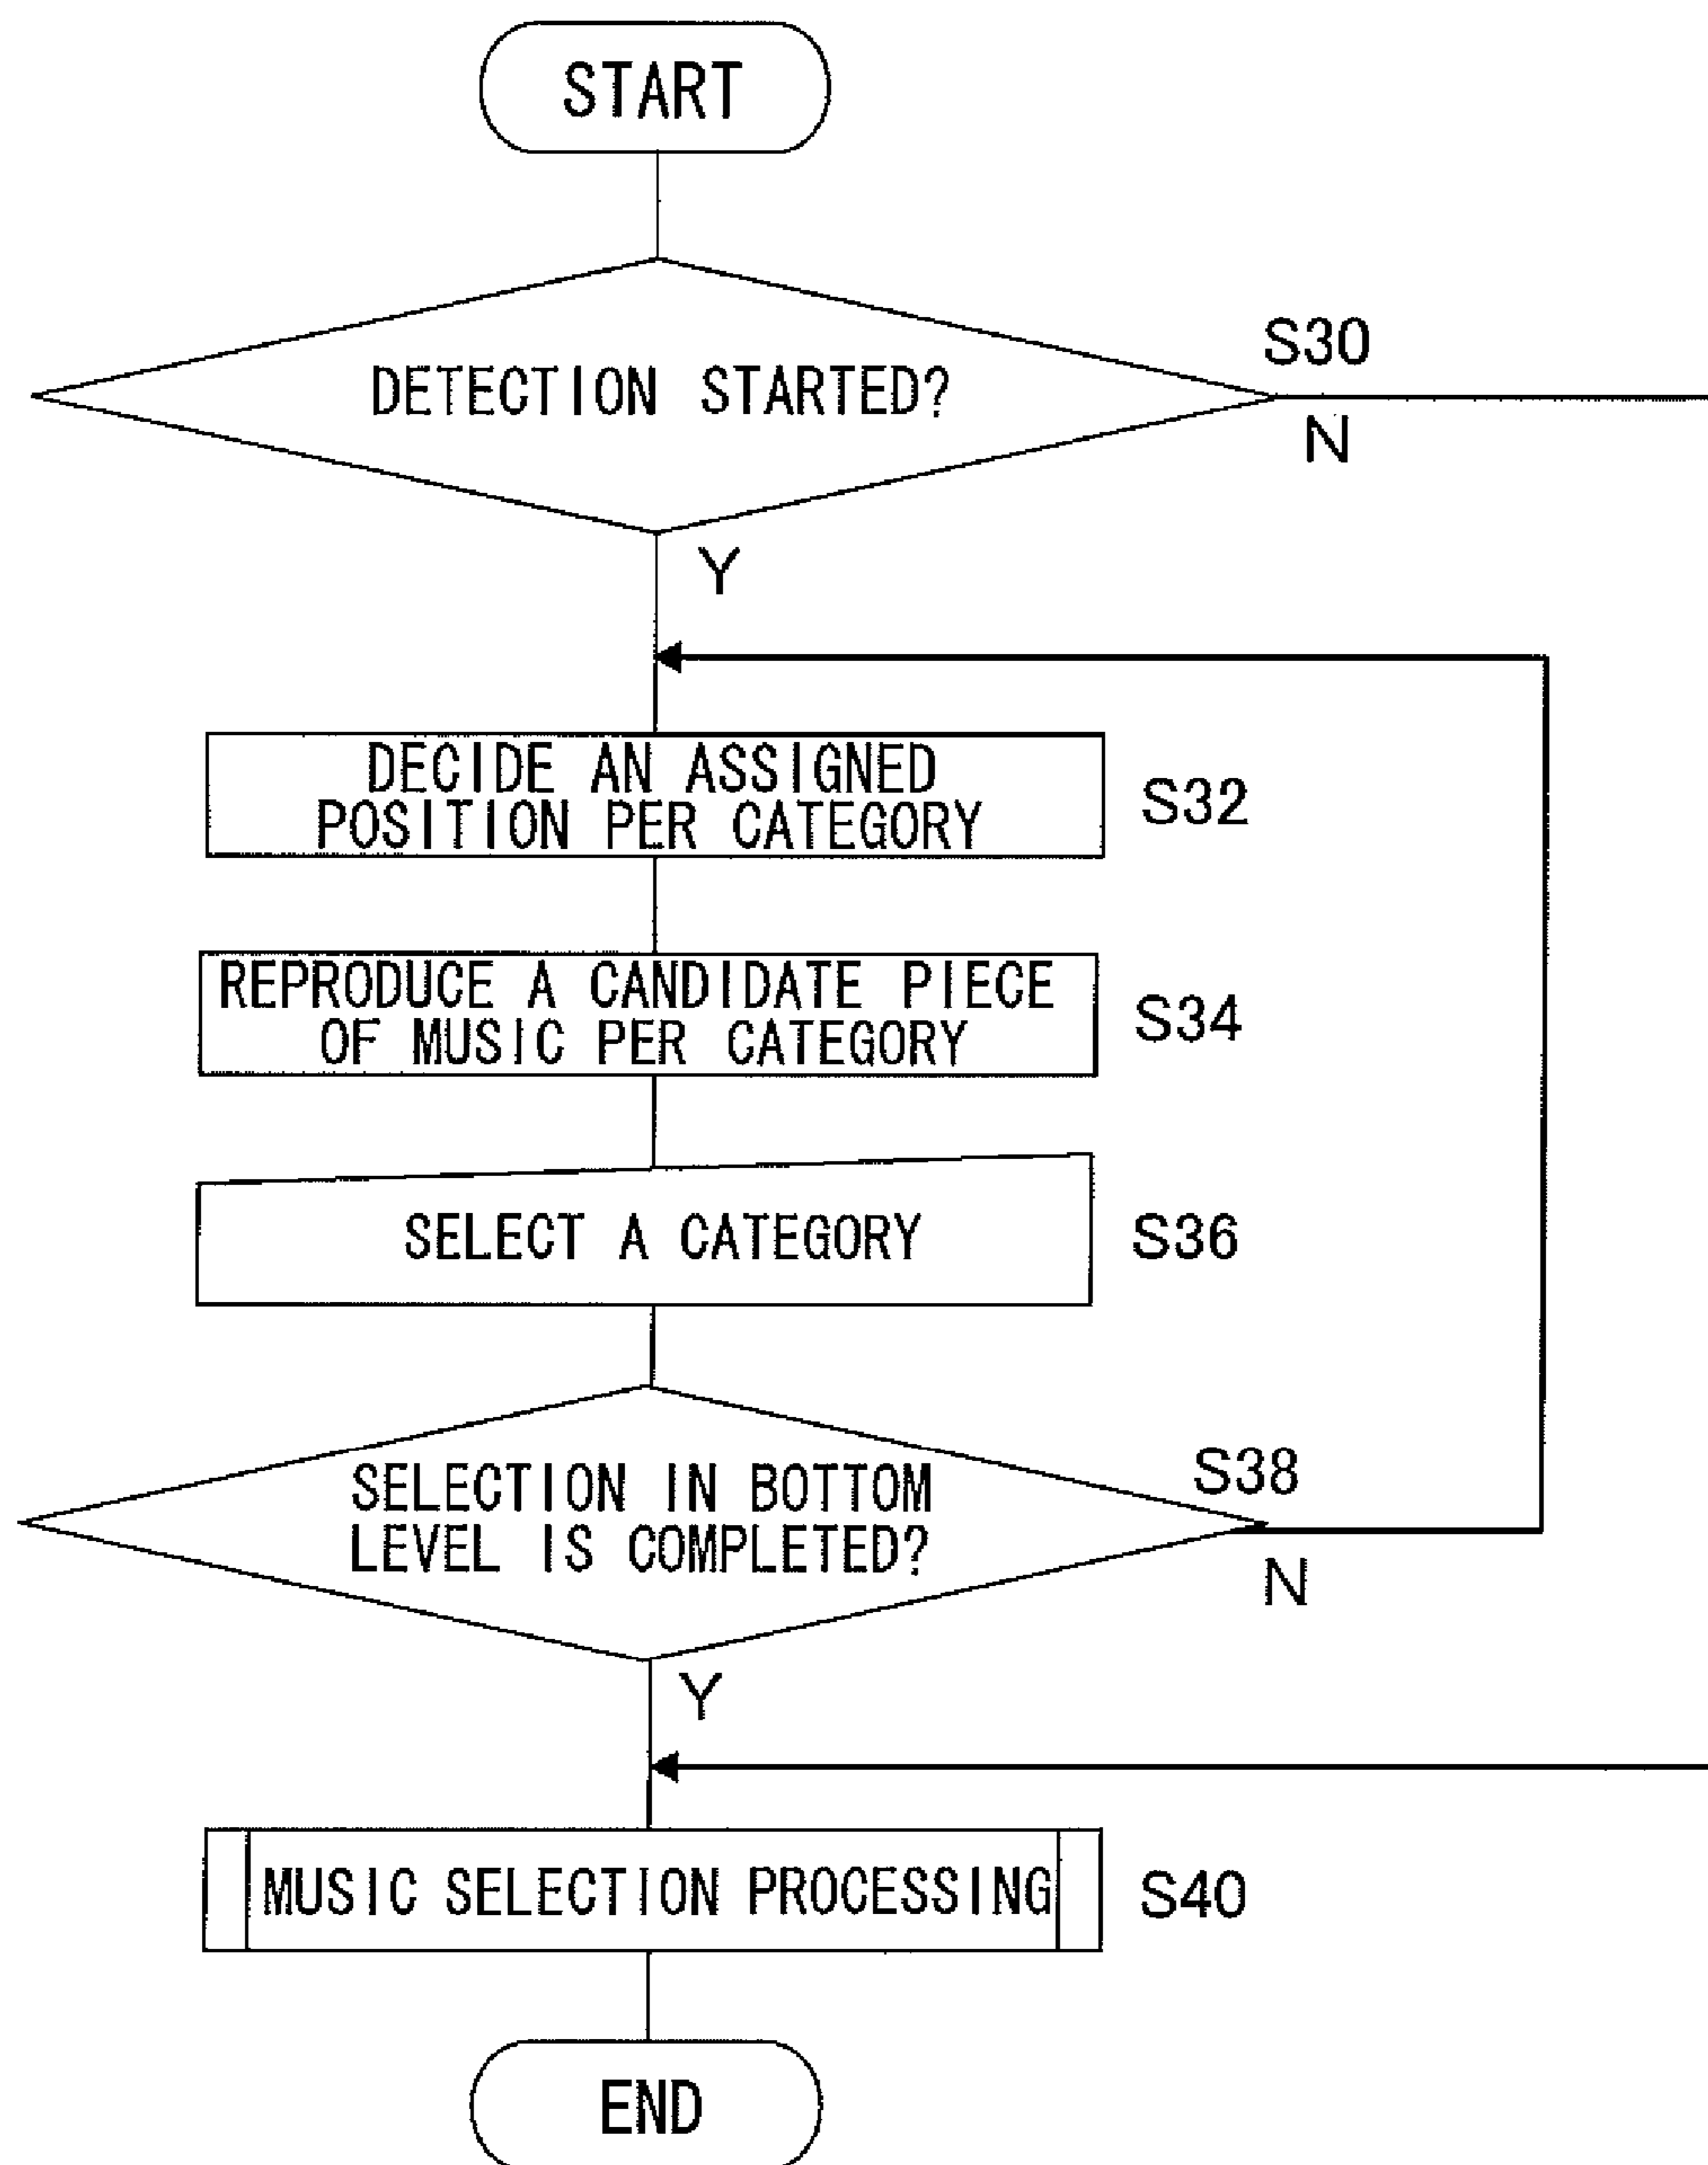 START
DETECTION STARTED?
S30
N
Y
DECIDE AN ASSIGNED
POSITION PER CATEGORY
S32
REPRODUCE A CANDIDATE PIECE
OF MUSIC PER CATEGORY
S34
SELECT A CATEGORY
S36
SELECTION IN BOTTOM
LEVEL IS COMPLETED?
S38
N
Y
MUSIC SELECTION PROCESSING
S40
END